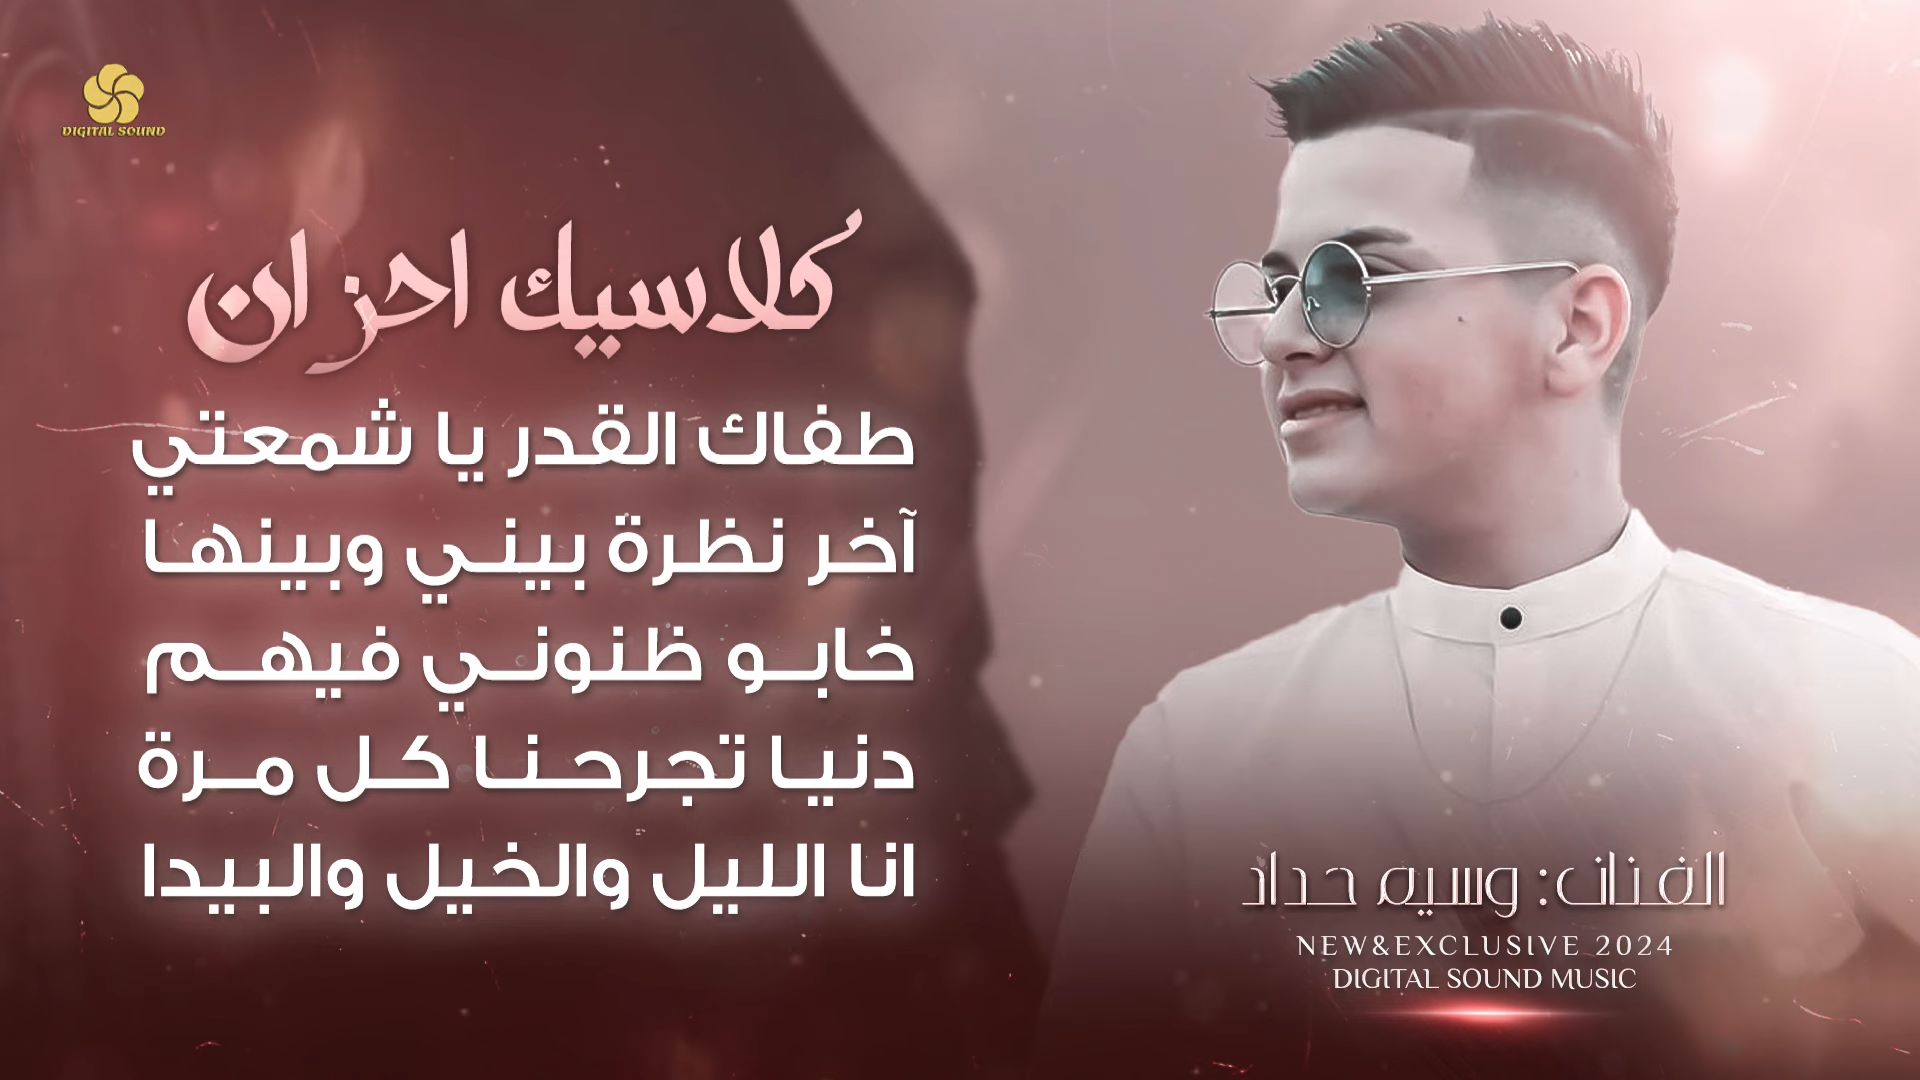 DIGITAL SOUND
كلاسيك احزان
طفاك القدر يا شمعتي
آخر نظرة بيني وبينها
خابو ظنوني فيهم
دنيا تجرحنا كل مرة
انا الليل والخيل والبيدا
الفنان: وسيم حداد
NEW&EXCLUSIVE 2024
DIGITAL SOUND MUSIC